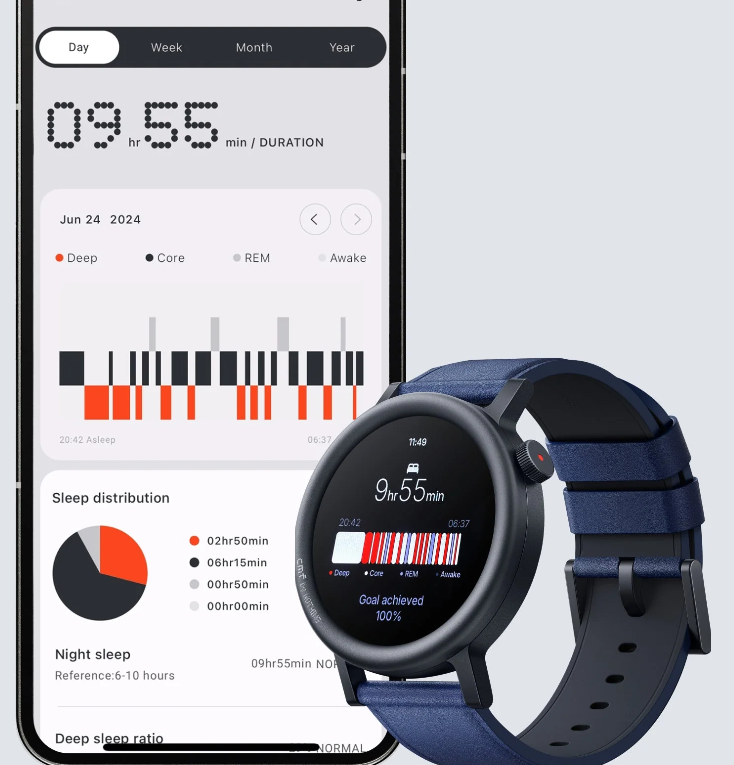 Day Week Month Year
09 hr 55 min / DURATION
Jun 24 2024
Deep Core REM Awake
20:42 Asleep 06:37
Sleep distribution
02hr50min
06hr15min
00hr50min
00hr00min
Night sleep
Reference:6-10 hours
09hr55min
Deep sleep ratio
NORMAL
11:49
9hr55min
20:42 06:37
Deep Core REM Awake
Goal achieved
100%
cmf BY NOTHING